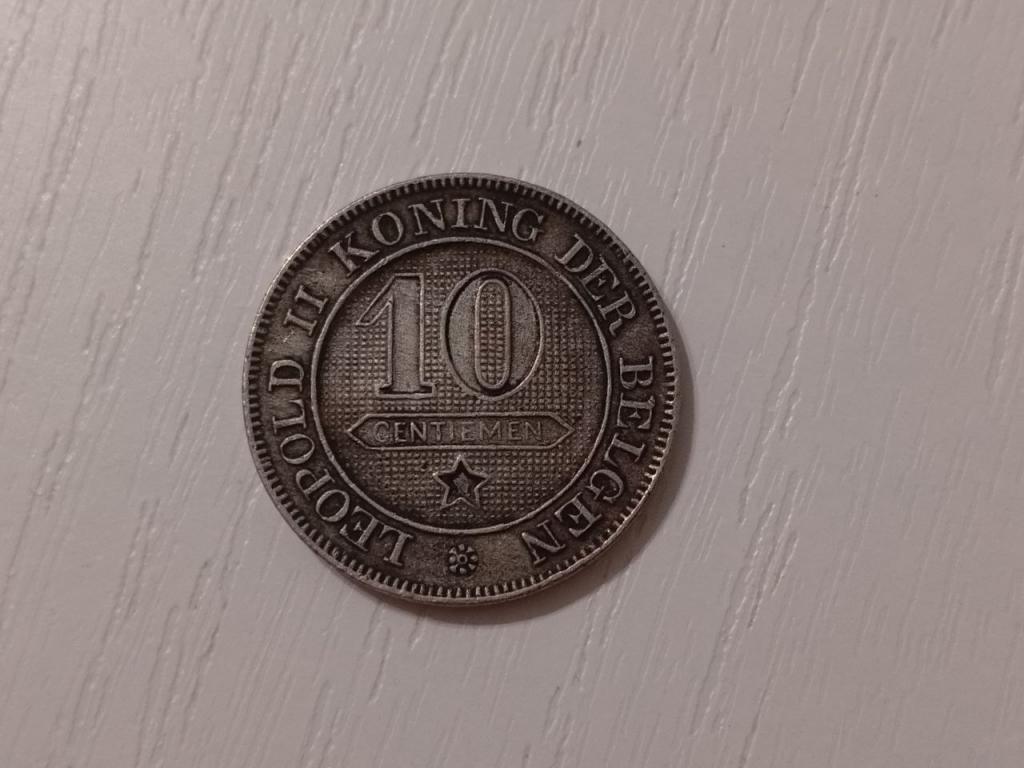 LEOPOLD II KONING DER BELGEN
10
CENTIEMEN